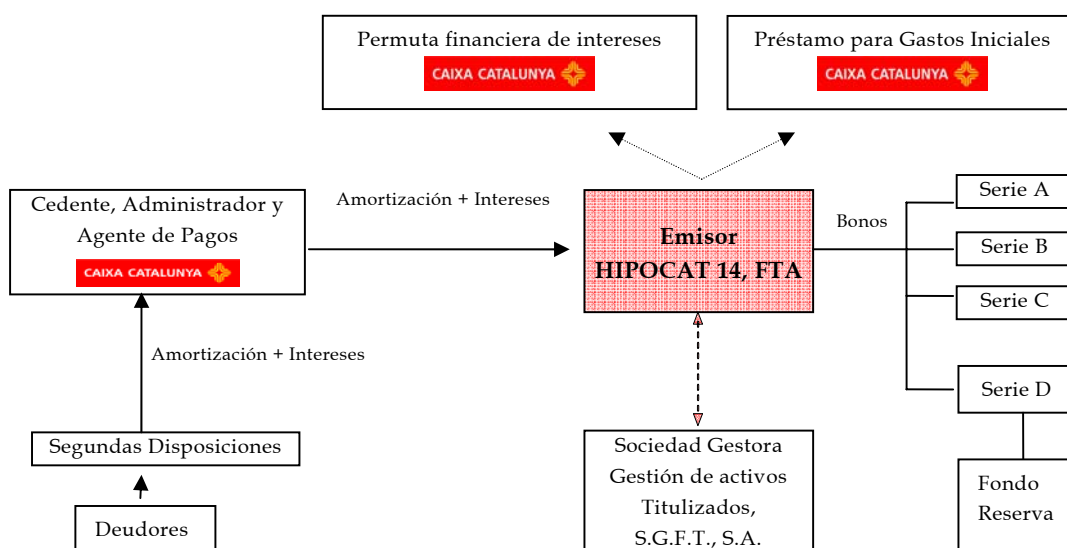 Permuta financiera de intereses
CAIXA CATALUNYA
Préstamo para Gastos Iniciales
CAIXA CATALUNYA
Cedente, Administrador y
Agente de Pagos
CAIXA CATALUNYA
Amortización + Intereses
Emisor
HIPOCAT 14, FTA
Bonos
Serie A
Serie B
Serie C
Serie D
Fondo
Reserva
Amortización + Intereses
Segundas Disposiciones
Deudores
Sociedad Gestora
Gestión de activos
Titulizados,
S.G.F.T., S.A.